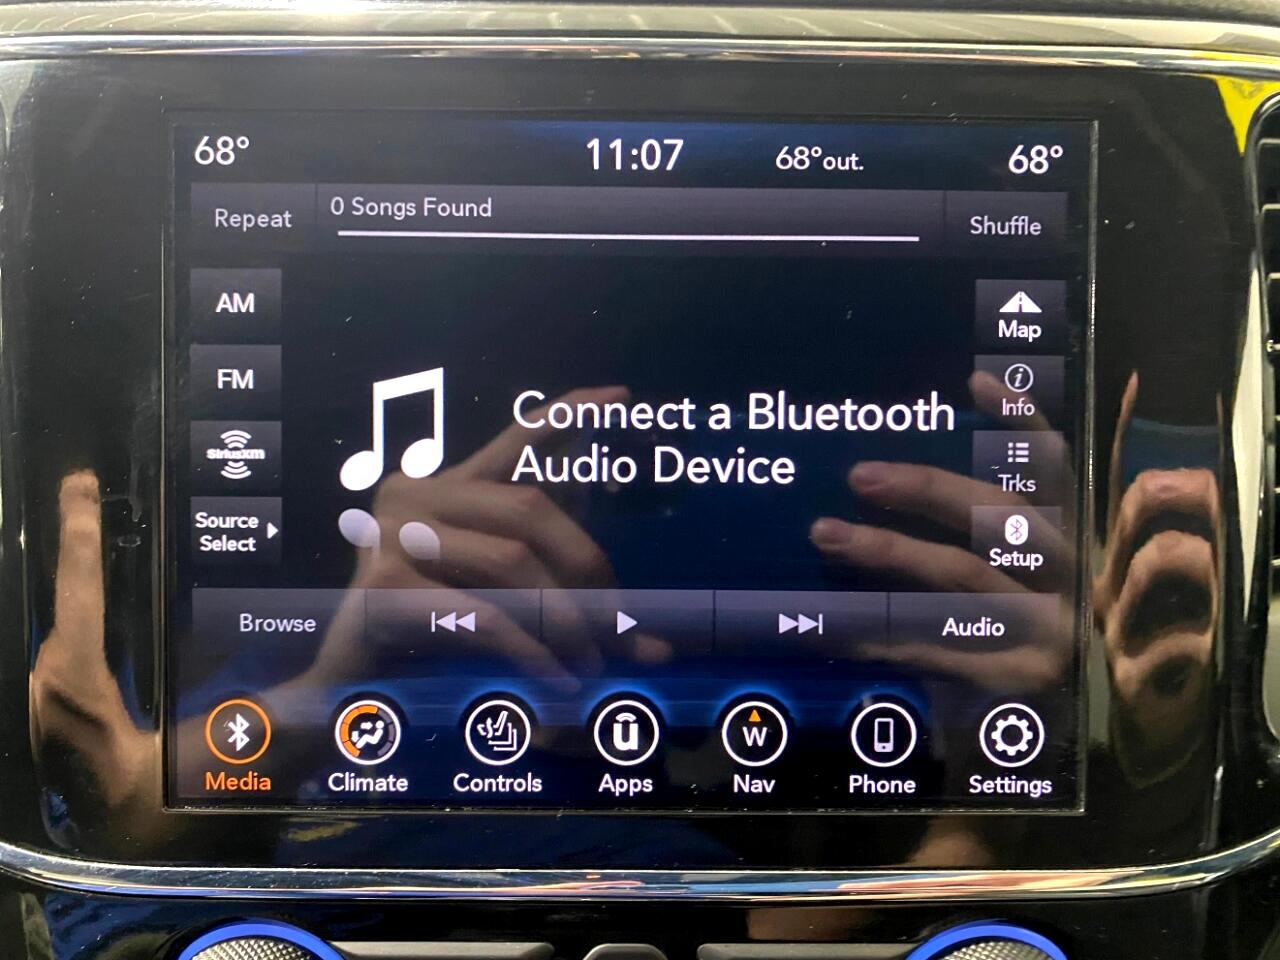 68°
11:07
68°out.
68°
Repeat
0 Songs Found
Shuffle
AM
FM
SiriusXM
Source
Select
Connect a Bluetooth
Audio Device
Map
i
Info
Trks
Setup
Browse
Audio
u
W
Media
Climate
Controls
Apps
Nav
Phone
Settings